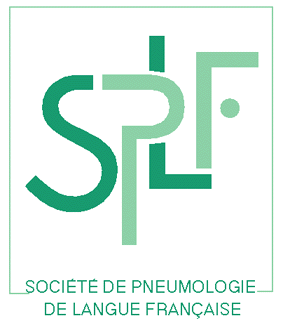 SPLF
SOCIÉTÉ DE PNEUMOLOGIE
DE LANGUE FRANÇAISE